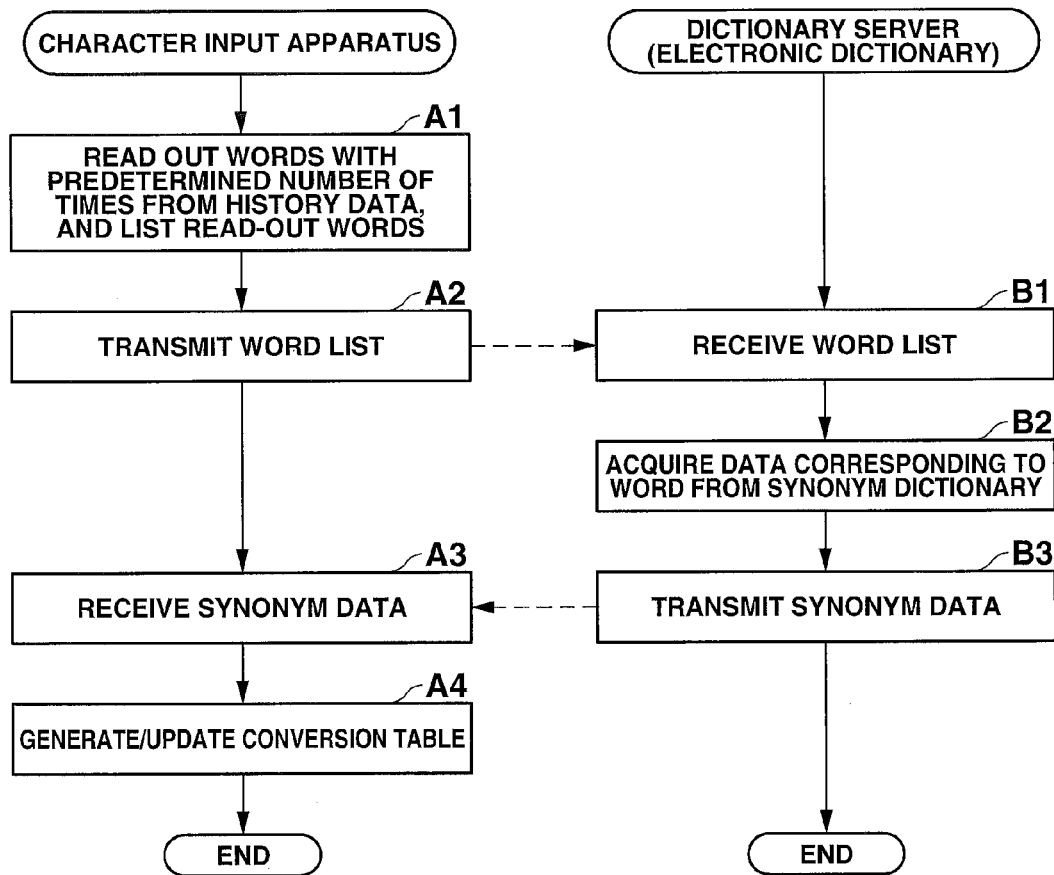 CHARACTER INPUT APPARATUS
A1
READ OUT WORDS WITH
PREDETERMINED NUMBER OF
TIMES FROM HISTORY DATA,
AND LIST READ-OUT WORDS
A2
TRANSMIT WORD LIST
A3
RECEIVE SYNONYM DATA
A4
GENERATE/UPDATE CONVERSION TABLE
END
DICTIONARY SERVER
(ELECTRONIC DICTIONARY)
B1
RECEIVE WORD LIST
B2
ACQUIRE DATA CORRESPONDING TO
WORD FROM SYNONYM DICTIONARY
B3
TRANSMIT SYNONYM DATA
END